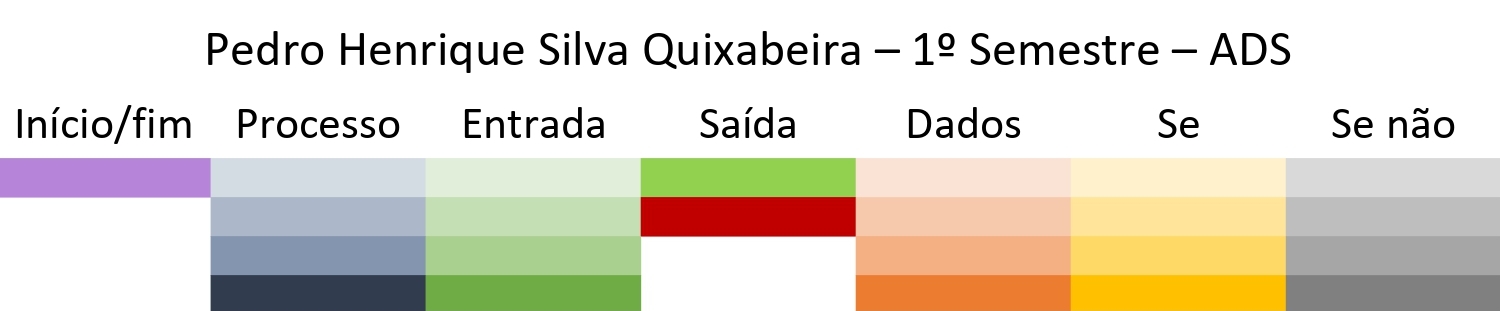 Pedro Henrique Silva Quixabeira – 1º Semestre – ADS
Início/fim Processo Entrada Saída Dados Se Se não